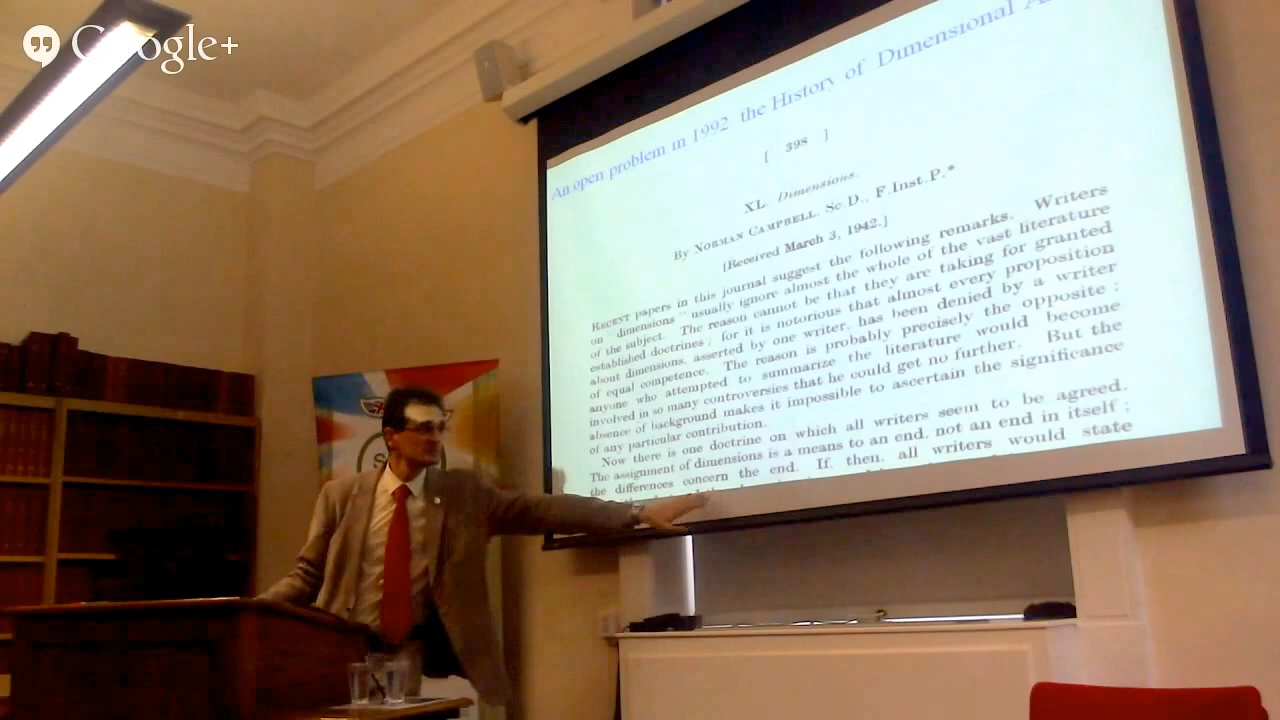 Google+
An open problem in 1992 the History of Dimensional
[ 398 ]
XL. Dimensions.
By NORMAN CAMPBELL, Sc.D., F.Inst.P.*
[Received March 3, 1942.]
RECENT papers in this journal suggest the following remarks. Writers
on " dimensions " usually ignore almost the whole of the vast literature
of the subject. The reason cannot be that they are taking for granted
established doctrines ; for it is notorious that almost every proposition
about dimensions, asserted by one writer, has been denied by a writer
of equal competence. The reason is probably precisely the opposite :
anyone who attempted to summarize the literature would become
involved in so many controversies that he could get no further. But the
absence of background makes it impossible to ascertain the significance
of any particular contribution.
Now there is one doctrine on which all writers seem to be agreed.
The assignment of dimensions is a means to an end, not an end in itself ;
the differences concern the end. If, then, all writers would state